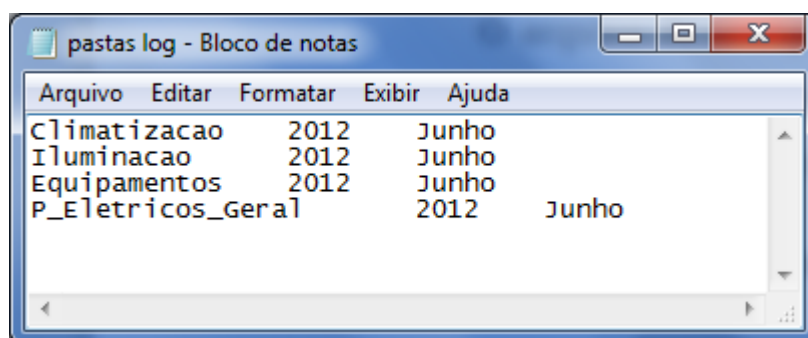 pastas log - Bloco de notas
Arquivo Editar Formatar Exibir Ajuda
Climatizacao 2012 Junho
Iluminacao 2012 Junho
Equipamentos 2012 Junho
P_Eletricos_Geral 2012 Junho